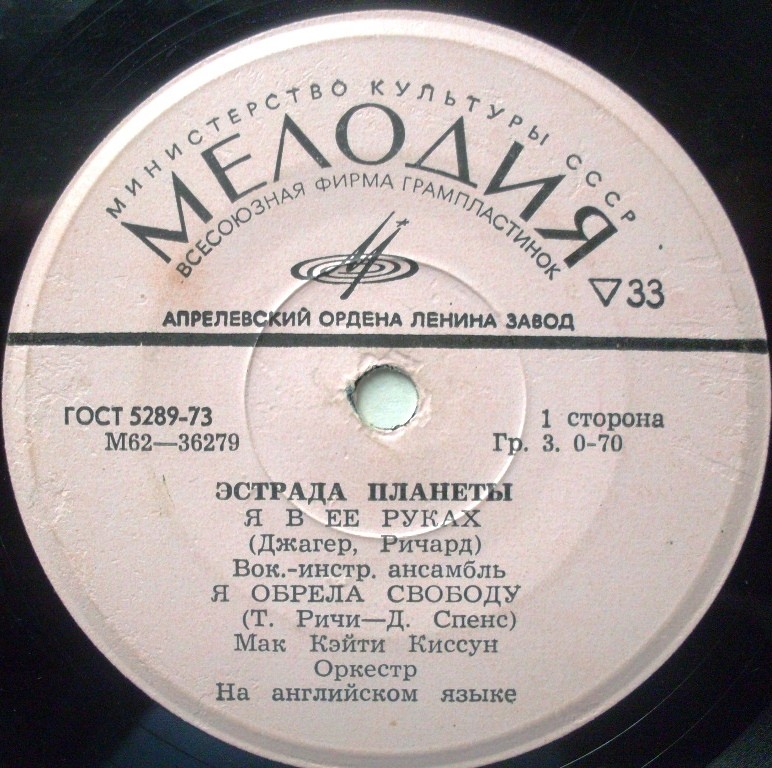 МИНИСТЕРСТВО КУЛЬТУРЫ СССР
МЕЛОДИЯ
ВСЕСОЮЗНАЯ ФИРМА ГРАМПЛАСТИНОК
▽33
АПРЕЛЕВСКИЙ ОРДЕНА ЛЕНИНА ЗАВОД
ГОСТ 5289-73
1 сторона
М62—36279
Гр. 3. 0-70
ЭСТРАДА ПЛАНЕТЫ
Я В ЕЕ РУКАХ
(Джагер, Ричард)
Вок.-инстр. ансамбль
Я ОБРЕЛА СВОБОДУ
(Т. Ричи—Д. Спенс)
Мак Кэйти Киссун
Оркестр
На английском языке